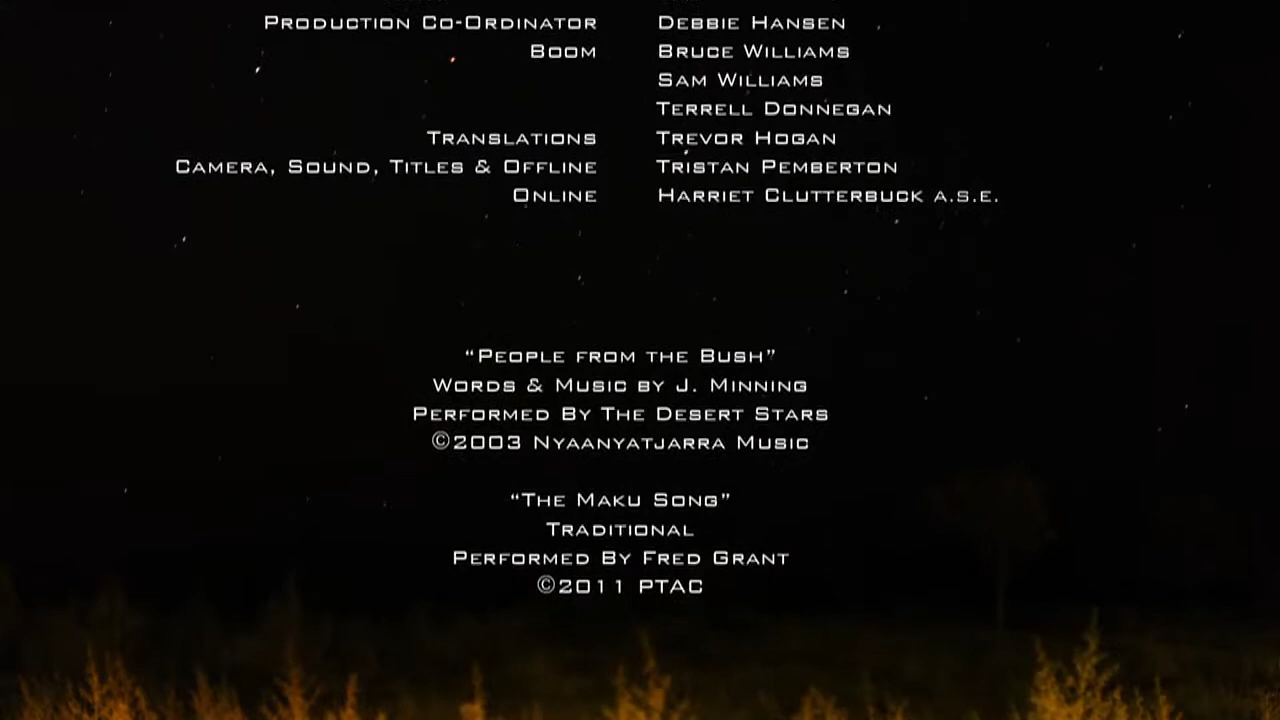 Production Co-Ordinator Debbie Hansen
Boom Bruce Williams
Sam Williams
Terrell Donnegan
Translations Trevor Hogan
Camera, Sound, Titles & Offline Tristan Pemberton
Online Harriet Clutterbuck A.S.E.
“People from the Bush”
Words & Music by J. Minning
Performed By The Desert Stars
©2003 Nyaanyatjarra Music
“The Maku Song”
Traditional
Performed By Fred Grant
©2011 PTAC